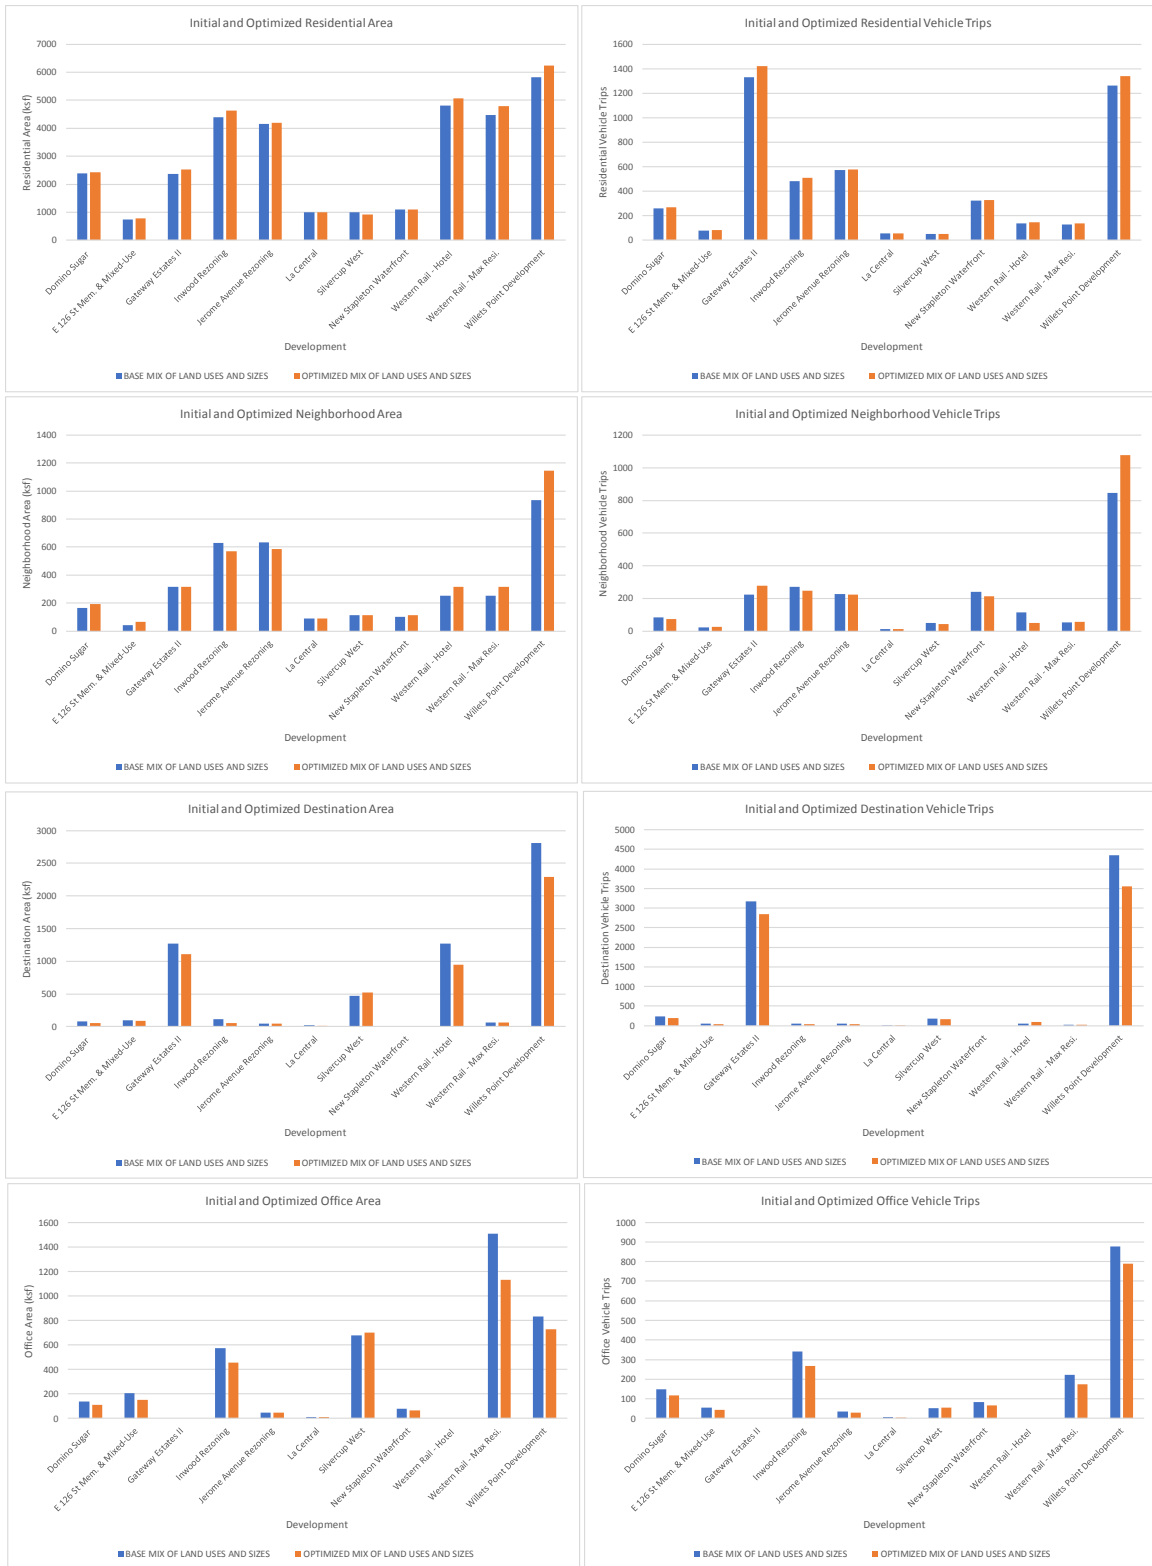 Initial and Optimized Residential Area
7000
6000
5000
4000
3000
2000
1000
0
Residential Area (ksf)
Domino Sugar
E 126 St Mem. & Mixed-Use
Gateway Estates II
Inwood Rezoning
Jerome Avenue Rezoning
La Central
Silvercup West
New Stapleton Waterfront
Western Rail - Hotel
Western Rail - Max Resi.
Willets Point Development
Development
BASE MIX OF LAND USES AND SIZES
OPTIMIZED MIX OF LAND USES AND SIZES
Initial and Optimized Residential Vehicle Trips
1600
1400
1200
1000
800
600
400
200
0
Residential Vehicle Trips
Domino Sugar
E 126 St Mem. & Mixed-Use
Gateway Estates II
Inwood Rezoning
Jerome Avenue Rezoning
La Central
Silvercup West
New Stapleton Waterfront
Western Rail - Hotel
Western Rail - Max Resi.
Willets Point Development
Development
BASE MIX OF LAND USES AND SIZES
OPTIMIZED MIX OF LAND USES AND SIZES
Initial and Optimized Neighborhood Area
1400
1200
1000
800
600
400
200
0
Neighborhood Area (ksf)
Domino Sugar
E 126 St Mem. & Mixed-Use
Gateway Estates II
Inwood Rezoning
Jerome Avenue Rezoning
La Central
Silvercup West
New Stapleton Waterfront
Western Rail - Hotel
Western Rail - Max Resi.
Willets Point Development
Development
BASE MIX OF LAND USES AND SIZES
OPTIMIZED MIX OF LAND USES AND SIZES
Initial and Optimized Neighborhood Vehicle Trips
1200
1000
800
600
400
200
0
Neighborhood Vehicle Trips
Domino Sugar
E 126 St Mem. & Mixed-Use
Gateway Estates II
Inwood Rezoning
Jerome Avenue Rezoning
La Central
Silvercup West
New Stapleton Waterfront
Western Rail - Hotel
Western Rail - Max Resi.
Willets Point Development
Development
BASE MIX OF LAND USES AND SIZES
OPTIMIZED MIX OF LAND USES AND SIZES
Initial and Optimized Destination Area
3000
2500
2000
1500
1000
500
0
Destination Area (ksf)
Domino Sugar
E 126 St Mem. & Mixed-Use
Gateway Estates II
Inwood Rezoning
Jerome Avenue Rezoning
La Central
Silvercup West
New Stapleton Waterfront
Western Rail - Hotel
Western Rail - Max Resi.
Willets Point Development
Development
BASE MIX OF LAND USES AND SIZES
OPTIMIZED MIX OF LAND USES AND SIZES
Initial and Optimized Destination Vehicle Trips
5000
4500
4000
3500
3000
2500
2000
1500
1000
500
0
Destination Vehicle Trips
Domino Sugar
E 126 St Mem. & Mixed-Use
Gateway Estates II
Inwood Rezoning
Jerome Avenue Rezoning
La Central
Silvercup West
New Stapleton Waterfront
Western Rail - Hotel
Western Rail - Max Resi.
Willets Point Development
Development
BASE MIX OF LAND USES AND SIZES
OPTIMIZED MIX OF LAND USES AND SIZES
Initial and Optimized Office Area
1600
1400
1200
1000
800
600
400
200
0
Office Area (ksf)
Domino Sugar
E 126 St Mem. & Mixed-Use
Gateway Estates II
Inwood Rezoning
Jerome Avenue Rezoning
La Central
Silvercup West
New Stapleton Waterfront
Western Rail - Hotel
Western Rail - Max Resi.
Willets Point Development
Development
BASE MIX OF LAND USES AND SIZES
OPTIMIZED MIX OF LAND USES AND SIZES
Initial and Optimized Office Vehicle Trips
1000
900
800
700
600
500
400
300
200
100
0
Office Vehicle Trips
Domino Sugar
E 126 St Mem. & Mixed-Use
Gateway Estates II
Inwood Rezoning
Jerome Avenue Rezoning
La Central
Silvercup West
New Stapleton Waterfront
Western Rail - Hotel
Western Rail - Max Resi.
Willets Point Development
Development
BASE MIX OF LAND USES AND SIZES
OPTIMIZED MIX OF LAND USES AND SIZES